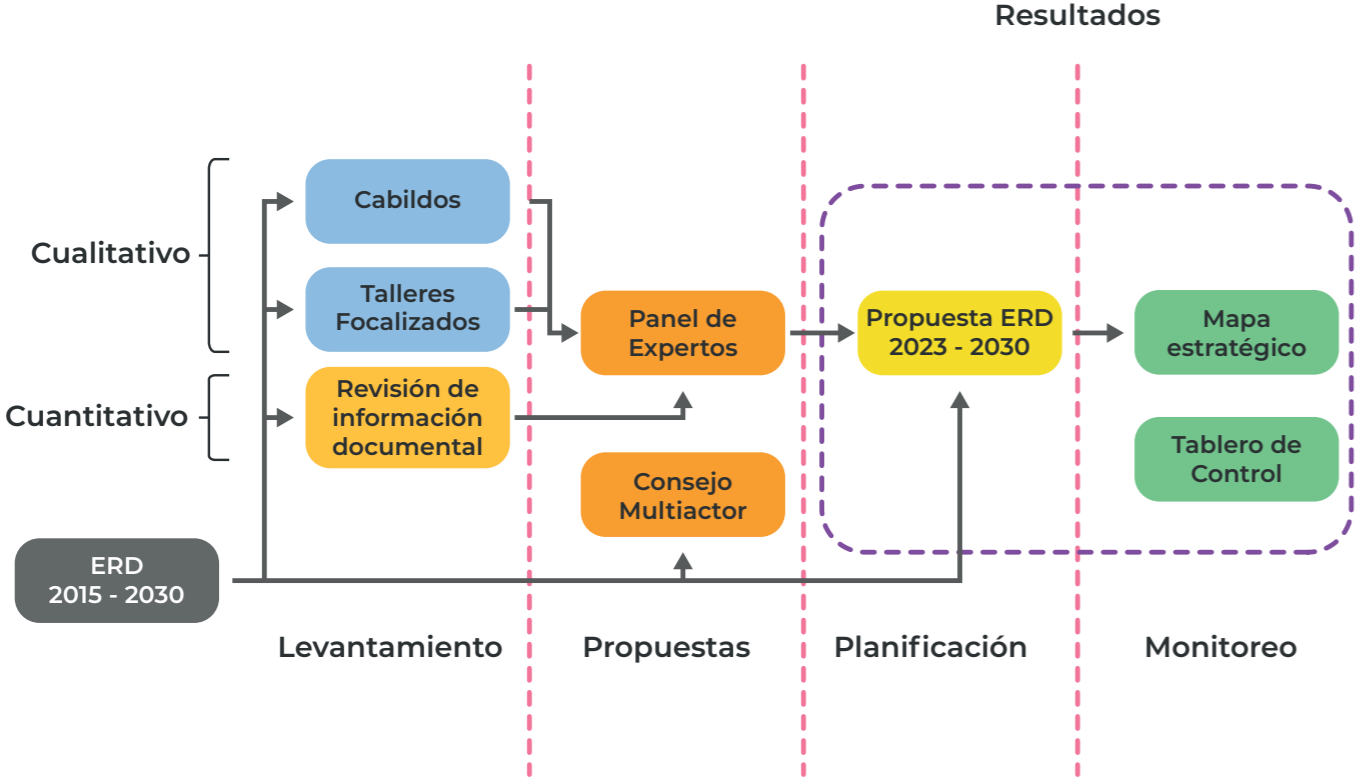 Resultados
Cualitativo
Cabildos
Talleres
Focalizados
Cuantitativo
Revisión de
información
documental
ERD
2015 - 2030
Panel de
Expertos
Consejo
Multiactor
Propuesta ERD
2023 - 2030
Mapa
estratégico
Tablero de
Control
Levantamiento
Propuestas
Planificación
Monitoreo